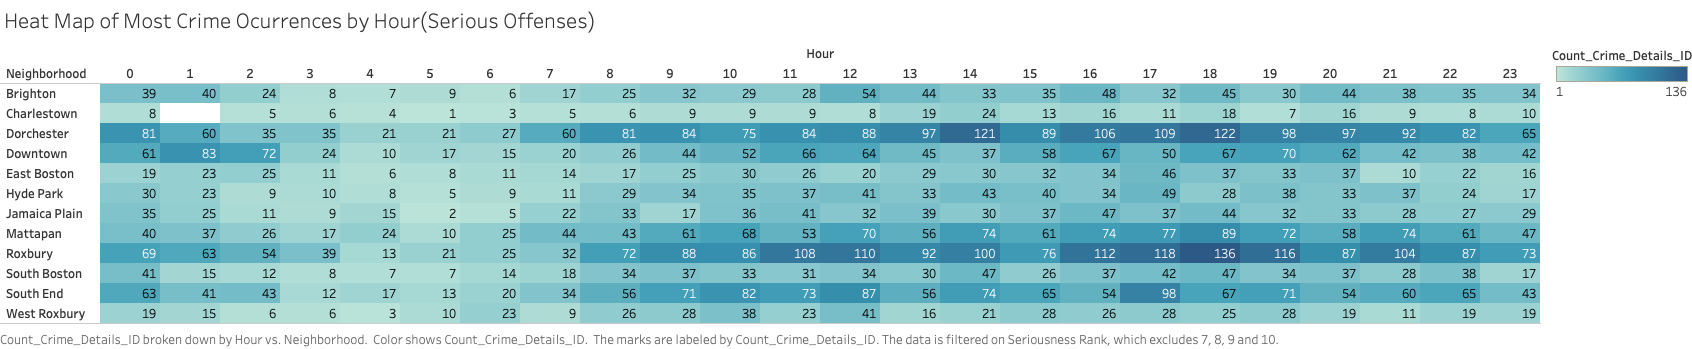 Heat Map of Most Crime Ocurrences by Hour(Serious Offenses)
Hour
Count_Crime_Details_ID
1 136
Neighborhood 0 1 2 3 4 5 6 7 8 9 10 11 12 13 14 15 16 17 18 19 20 21 22 23
Brighton 39 40 24 8 7 9 6 17 25 32 29 28 54 44 33 35 48 32 45 30 44 38 35 34
Charlestown 8 5 6 4 1 3 5 6 9 9 9 8 19 24 13 16 11 18 7 16 9 8 10
Dorchester 81 60 35 35 21 21 27 60 81 84 75 84 88 97 121 89 106 109 122 98 97 92 82 65
Downtown 61 83 72 24 10 17 15 20 26 44 52 66 64 45 37 58 67 50 67 70 62 42 38 42
East Boston 19 23 25 11 6 8 11 14 17 25 30 26 20 29 30 32 34 46 37 33 37 10 22 16
Hyde Park 30 23 9 10 8 5 9 11 29 34 35 37 41 33 43 40 34 49 28 38 33 37 24 17
Jamaica Plain 35 25 11 9 15 2 5 22 33 17 36 41 32 39 30 37 47 37 44 32 33 28 27 29
Mattapan 40 37 26 17 24 10 25 44 43 61 68 53 70 56 74 61 74 77 89 72 58 74 61 47
Roxbury 69 63 54 39 13 21 25 32 72 88 86 108 110 92 100 76 112 118 136 116 87 104 87 73
South Boston 41 15 12 8 7 7 14 18 34 37 33 31 34 30 47 26 37 42 47 34 37 28 38 17
South End 63 41 43 12 17 13 20 34 56 71 82 73 87 56 74 65 54 98 67 71 54 60 65 43
West Roxbury 19 15 6 6 3 10 23 9 26 28 38 23 41 16 21 28 26 28 25 28 19 11 19 19
Count_Crime_Details_ID broken down by Hour vs. Neighborhood. Color shows Count_Crime_Details_ID. The marks are labeled by Count_Crime_Details_ID. The data is filtered on Seriousness Rank, which excludes 7, 8, 9 and 10.